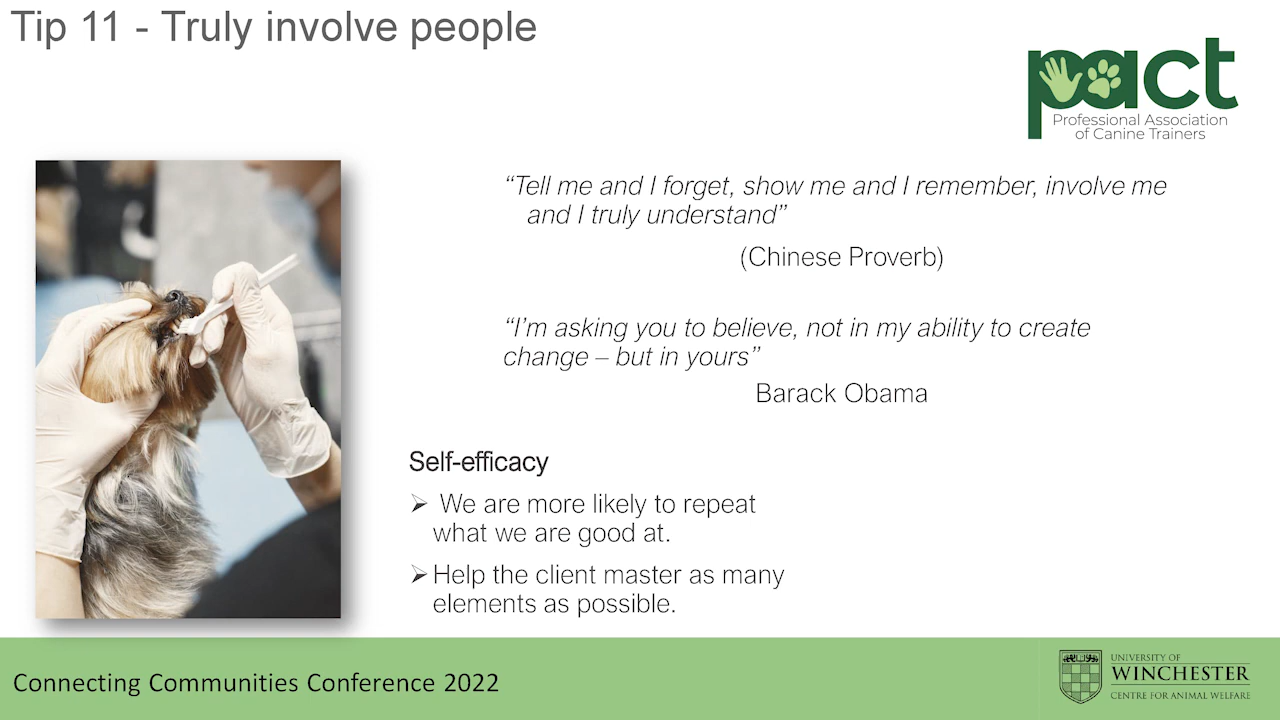 Tip 11 - Truly involve people
pact
Professional Association
of Canine Trainers
“Tell me and I forget, show me and I remember, involve me
and I truly understand”
(Chinese Proverb)
“I’m asking you to believe, not in my ability to create
change – but in yours”
Barack Obama
Self-efficacy
➢ We are more likely to repeat
what we are good at.
➢ Help the client master as many
elements as possible.
Connecting Communities Conference 2022
UNIVERSITY OF
WINCHESTER
CENTRE FOR ANIMAL WELFARE